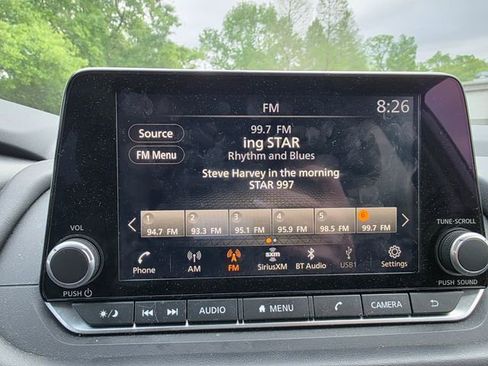 FM
8:26
Source
99.7 FM
ing STAR
FM Menu
Rhythm and Blues
Steve Harvey in the morning
STAR 997
1 2 3 4 5 6
94.7 FM 93.3 FM 95.1 FM 95.9 FM 98.5 FM 99.7 FM
VOL
TUNE·SCROLL
sxm
Phone AM FM SiriusXM BT Audio USB1 Settings
PUSH
PUSH SOUND
AUDIO MENU CAMERA